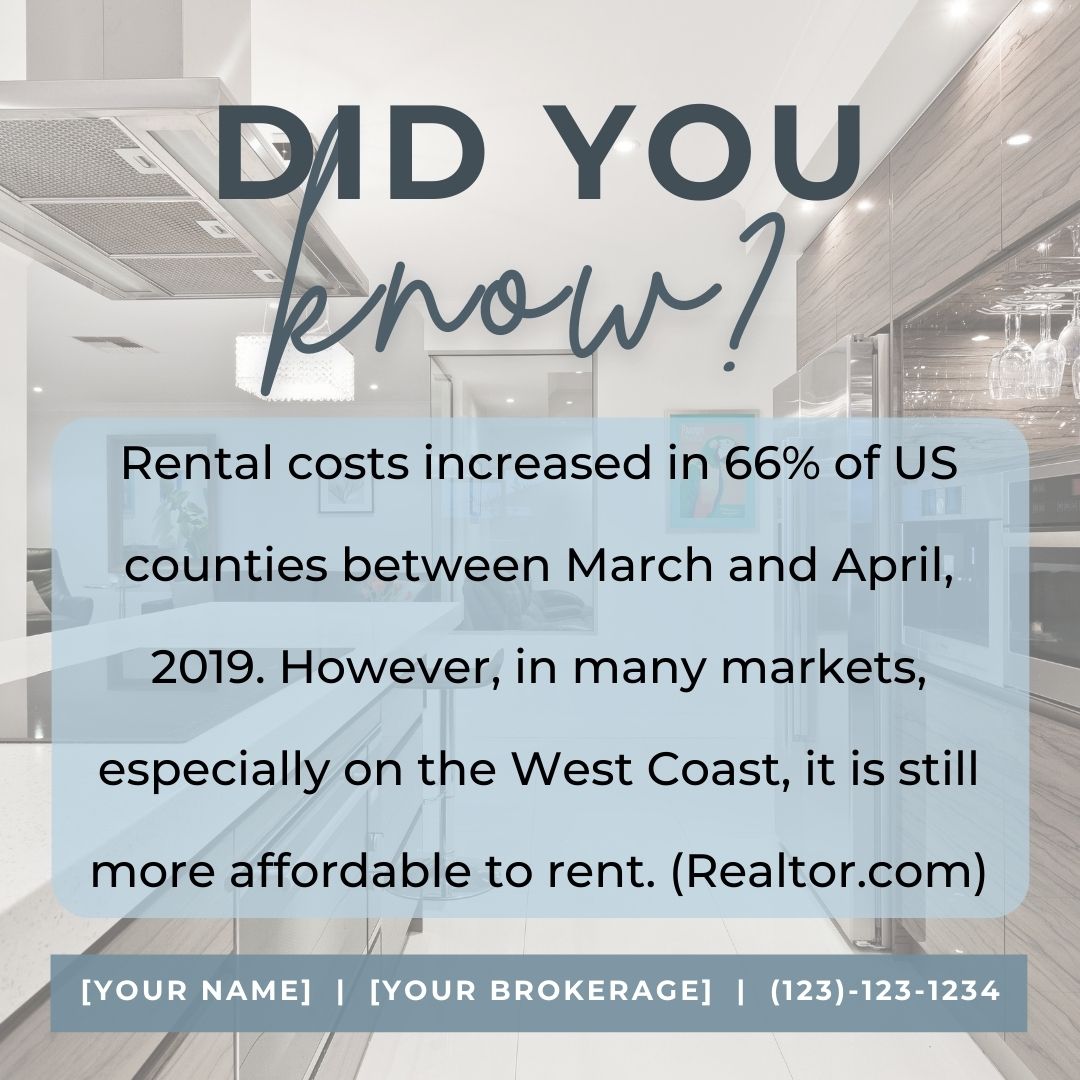 DID YOU
know?
Rental costs increased in 66% of US
counties between March and April,
2019. However, in many markets,
especially on the West Coast, it is still
more affordable to rent. (Realtor.com)
[YOUR NAME] | [YOUR BROKERAGE] | (123)-123-1234